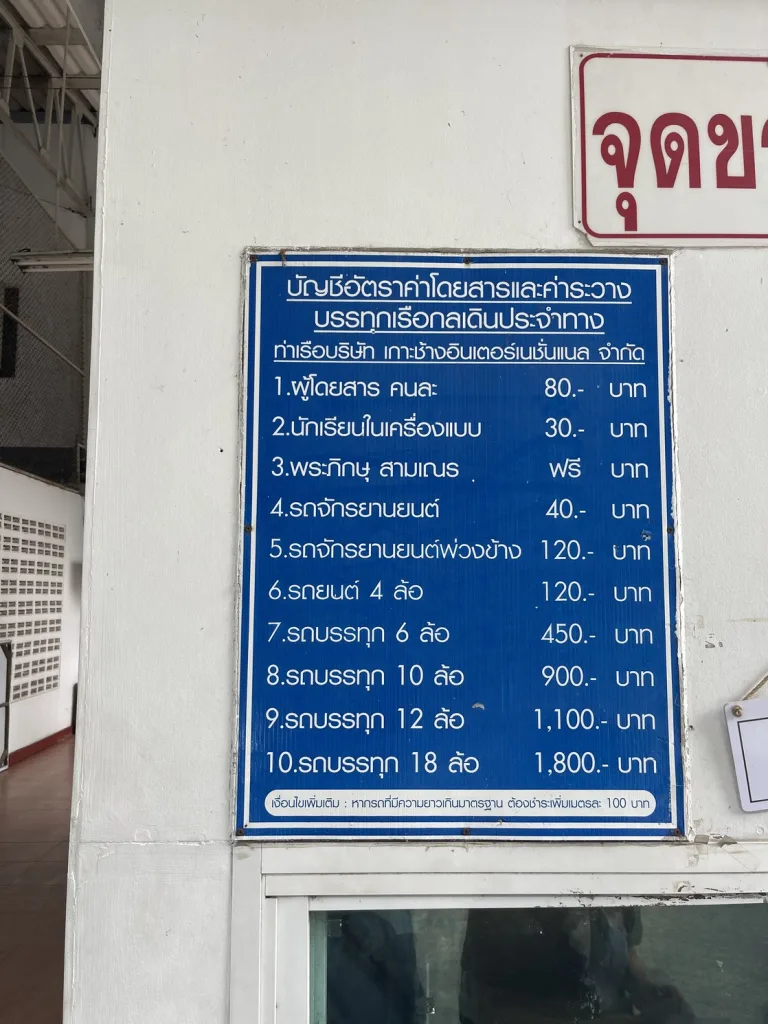 จุดข
บัญชีอัตราค่าโดยสารและค่าระวาง
บรรทุกเรือกลเดินประจำทาง
ท่าเรือบริษัท เกาะช้างอินเตอร์เนชั่นแนล จำกัด
1.ผู้โดยสาร คนละ 80.- บาท
2.นักเรียนในเครื่องแบบ 30.- บาท
3.พระภิกษุ สามเณร ฟรี บาท
4.รถจักรยานยนต์ 40.- บาท
5.รถจักรยานยนต์พ่วงข้าง 120.- บาท
6.รถยนต์ 4 ล้อ 120.- บาท
7.รถบรรทุก 6 ล้อ 450.- บาท
8.รถบรรทุก 10 ล้อ 900.- บาท
9.รถบรรทุก 12 ล้อ 1,100.- บาท
10.รถบรรทุก 18 ล้อ 1,800.- บาท
เงื่อนไขเพิ่มเติม : หากรถที่มีความยาวเกินมาตรฐาน ต้องชำระเพิ่มเมตรละ 100 บาท